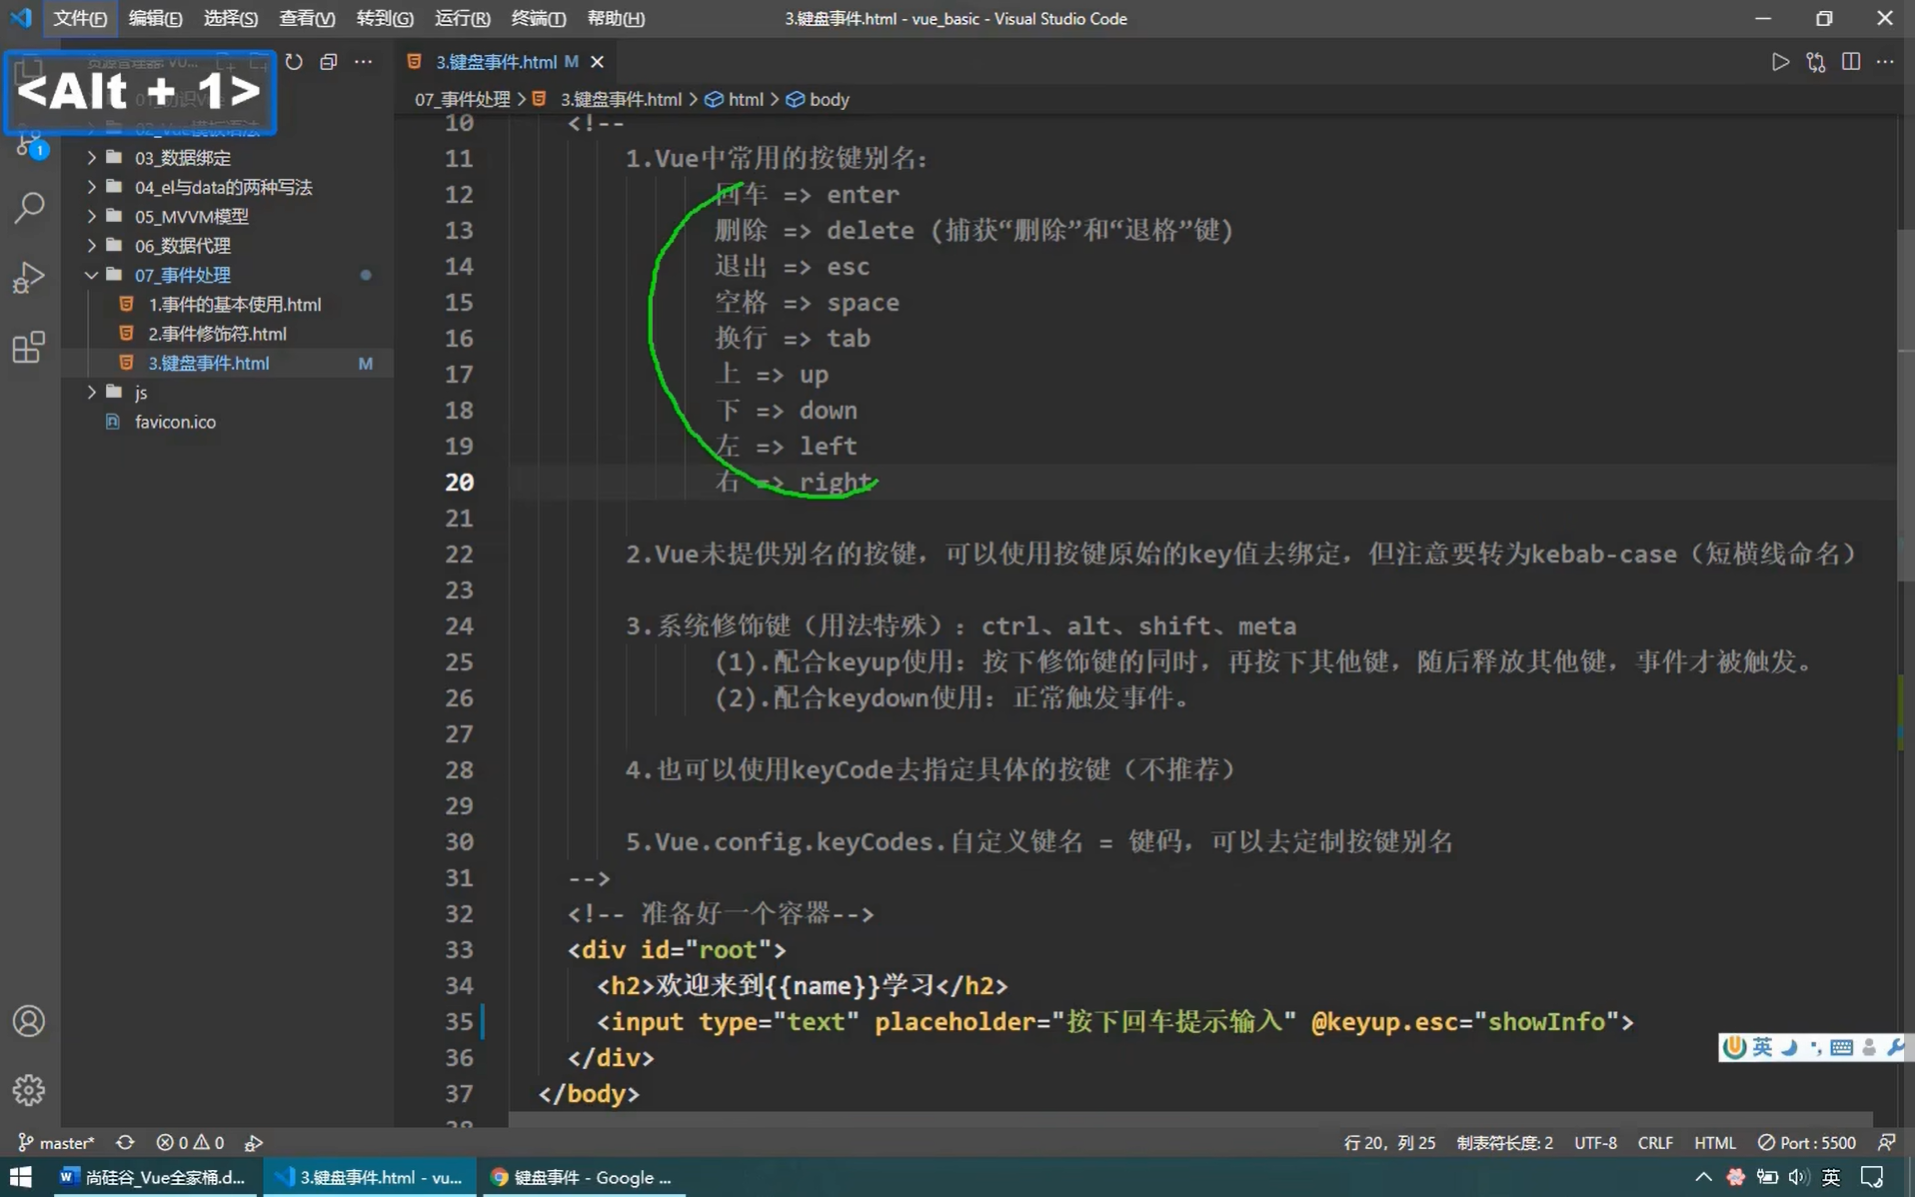 文件(F) 编辑(E) 选择(S) 查看(V) 转到(G) 运行(R) 终端(T) 帮助(H) 3.键盘事件.html - vue_basic - Visual Studio Code
<Alt + 1>
3.键盘事件.html M
07_事件处理 > 3.键盘事件.html > html > body
02_Vue模板语法
03_数据绑定
04_el与data的两种写法
05_MVVM模型
06_数据代理
07_事件处理
1.事件的基本使用.html
2.事件修饰符.html
3.键盘事件.html M
js
favicon.ico
1
10 <!--
11 1.Vue中常用的按键别名：
12 回车 => enter
13 删除 => delete (捕获“删除”和“退格”键)
14 退出 => esc
15 空格 => space
16 换行 => tab
17 上 => up
18 下 => down
19 左 => left
20 右 => right
21
22 2.Vue未提供别名的按键，可以使用按键原始的key值去绑定，但注意要转为kebab-case（短横线命名）
23
24 3.系统修饰键（用法特殊）：ctrl、alt、shift、meta
25 (1).配合keyup使用：按下修饰键的同时，再按下其他键，随后释放其他键，事件才被触发。
26 (2).配合keydown使用：正常触发事件。
27
28 4.也可以使用keyCode去指定具体的按键（不推荐）
29
30 5.Vue.config.keyCodes.自定义键名 = 键码，可以去定制按键别名
31 -->
32 <!-- 准备好一个容器-->
33 <div id="root">
34 <h2>欢迎来到{{name}}学习</h2>
35 <input type="text" placeholder="按下回车提示输入" @keyup.esc="showInfo">
36 </div>
37 </body>
英
master* 0 0 行 20，列 25 制表符长度: 2 UTF-8 CRLF HTML Port : 5500
尚硅谷_Vue全家桶.d... 3.键盘事件.html - vu... 键盘事件 - Google ... 英